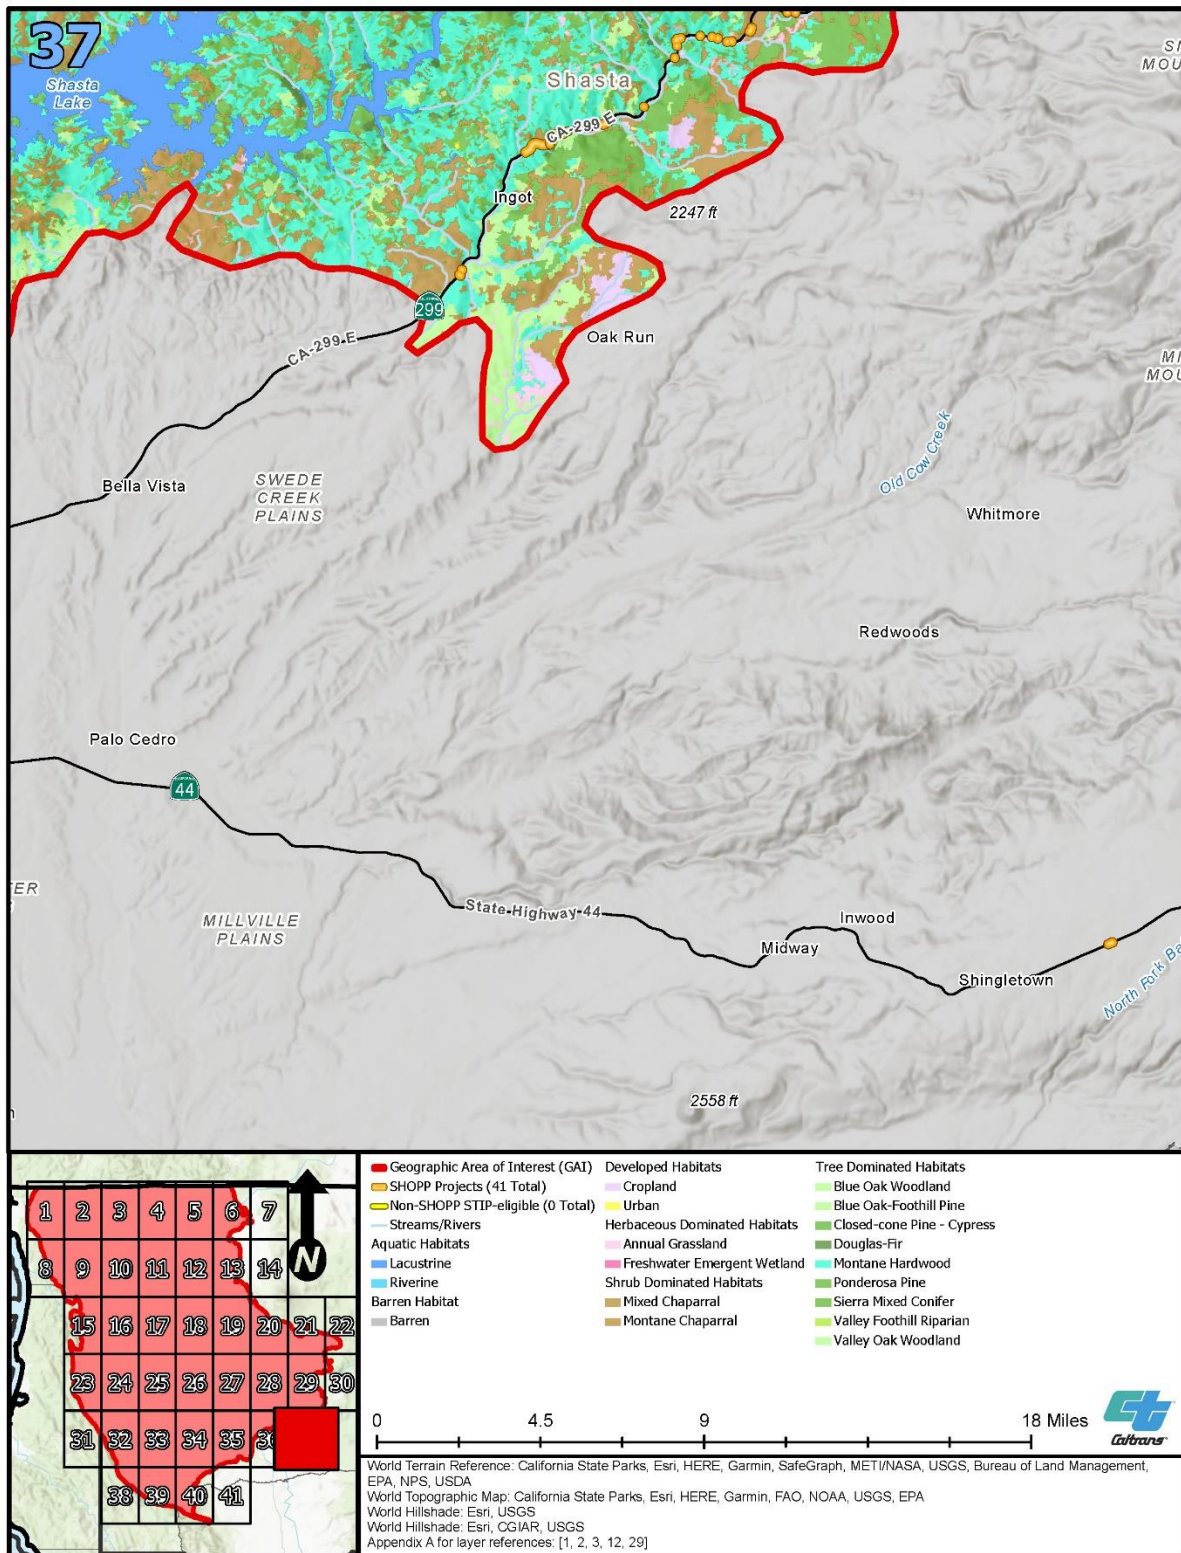 37
Shasta
Lake
Shasta
CA-299 E
Ingot
2247 ft
299
CA-299 E
Oak Run
Old Cow Creek
Bella Vista
SWEDE
CREEK
PLAINS
Whitmore
Redwoods
Palo Cedro
44
MILLVILLE
PLAINS
State Highway 44
Inwood
Midway
Shingletown
North Fork
2558 ft
1 2 3 4 5 6 7
8 9 10 11 12 13 14
15 16 17 18 19 20 21 22
23 24 25 26 27 28 29 30
31 32 33 34 35 36
38 39 40 41
N
Geographic Area of Interest (GAI)
SHOPP Projects (41 Total)
Non-SHOPP STIP-eligible (0 Total)
Streams/Rivers
Aquatic Habitats
Lacustrine
Riverine
Barren Habitat
Barren
Developed Habitats
Cropland
Urban
Herbaceous Dominated Habitats
Annual Grassland
Freshwater Emergent Wetland
Shrub Dominated Habitats
Mixed Chaparral
Montane Chaparral
Tree Dominated Habitats
Blue Oak Woodland
Blue Oak-Foothill Pine
Closed-cone Pine - Cypress
Douglas-Fir
Montane Hardwood
Ponderosa Pine
Sierra Mixed Conifer
Valley Foothill Riparian
Valley Oak Woodland
0 4.5 9 18 Miles
Caltrans
World Terrain Reference: California State Parks, Esri, HERE, Garmin, SafeGraph, METI/NASA, USGS, Bureau of Land Management,
EPA, NPS, USDA
World Topographic Map: California State Parks, Esri, HERE, Garmin, FAO, NOAA, USGS, EPA
World Hillshade: Esri, USGS
World Hillshade: Esri, CGIAR, USGS
Appendix A for layer references: [1, 2, 3, 12, 29]